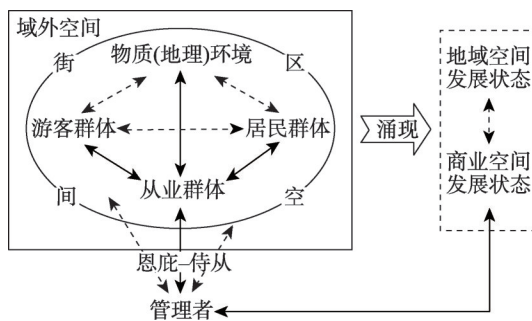 域外空间
街
物质(地理)环境
区
游客群体
居民群体
间
从业群体
空
恩庇–侍从
管理者
涌现
地域空间
发展状态
商业空间
发展状态